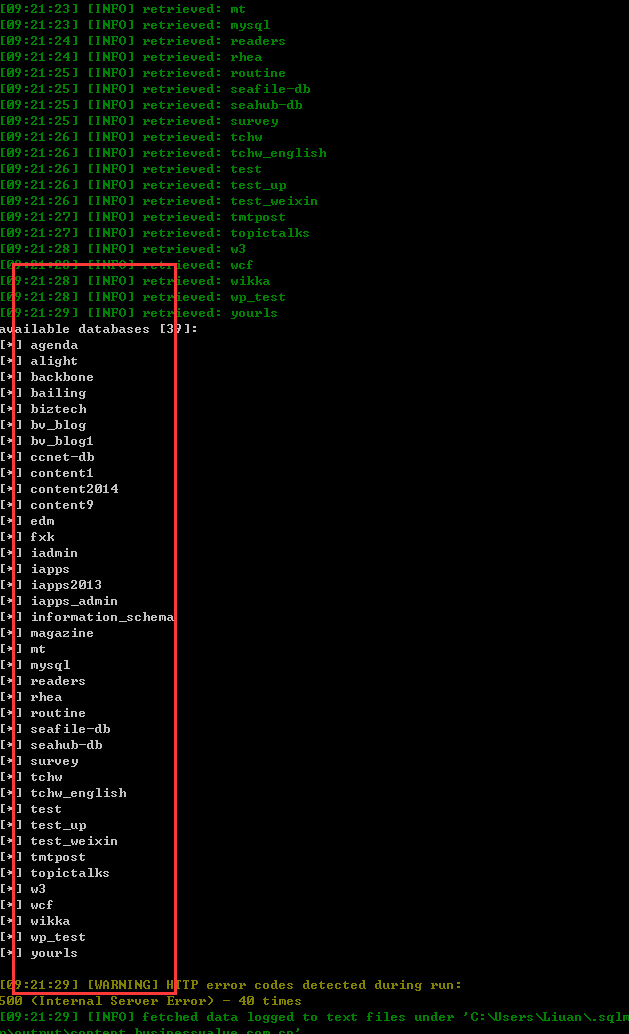 [09:21:23] [INFO] retrieved: mt
[09:21:23] [INFO] retrieved: mysql
[09:21:24] [INFO] retrieved: readers
[09:21:24] [INFO] retrieved: rhea
[09:21:25] [INFO] retrieved: routine
[09:21:25] [INFO] retrieved: seafile-db
[09:21:25] [INFO] retrieved: seahub-db
[09:21:25] [INFO] retrieved: survey
[09:21:26] [INFO] retrieved: tchw
[09:21:26] [INFO] retrieved: tchw_english
[09:21:26] [INFO] retrieved: test
[09:21:26] [INFO] retrieved: test_up
[09:21:26] [INFO] retrieved: test_weixin
[09:21:27] [INFO] retrieved: tmtpost
[09:21:27] [INFO] retrieved: topictalks
[09:21:28] [INFO] retrieved: w3
[09:21:28] [INFO] retrieved: wcf
[09:21:28] [INFO] retrieved: wikka
[09:21:28] [INFO] retrieved: wp_test
[09:21:29] [INFO] retrieved: yourls
available databases [39]:
[*] agenda
[*] alight
[*] backbone
[*] bailing
[*] biztech
[*] bv_blog
[*] bv_blog1
[*] ccnet-db
[*] content1
[*] content2014
[*] content9
[*] edm
[*] fxk
[*] iadmin
[*] iapps
[*] iapps2013
[*] iapps_admin
[*] information_schema
[*] magazine
[*] mt
[*] mysql
[*] readers
[*] rhea
[*] routine
[*] seafile-db
[*] seahub-db
[*] survey
[*] tchw
[*] tchw_english
[*] test
[*] test_up
[*] test_weixin
[*] tmtpost
[*] topictalks
[*] w3
[*] wcf
[*] wikka
[*] wp_test
[*] yourls
[09:21:29] [WARNING] HTTP error codes detected during run:
500 (Internal Server Error) - 40 times
[09:21:29] [INFO] fetched data logged to text files under 'C:\Users\Liuan\.sqlm
p\output\content.businessvalue.com.cn'